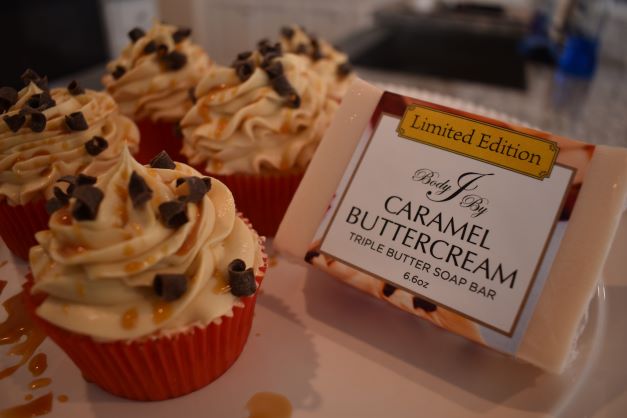 Limited Edition
Body J By
CARAMEL
BUTTERCREAM
TRIPLE BUTTER SOAP BAR
6.6oz